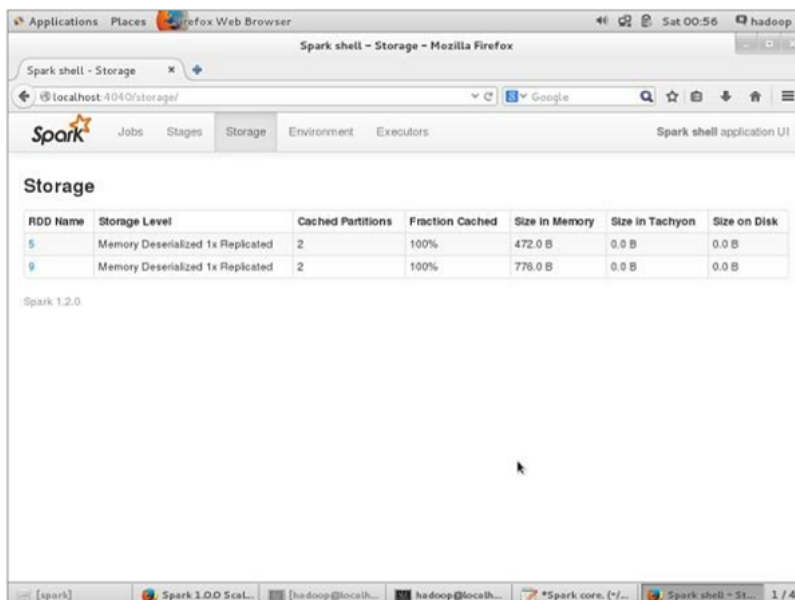 Applications Places Firefox Web Browser Sat 00:56 hadoop
Spark shell - Storage - Mozilla Firefox
Spark shell - Storage
localhost:4040/storage/ Google
Spark Jobs Stages Storage Environment Executors Spark shell application UI
Storage
RDD Name Storage Level Cached Partitions Fraction Cached Size in Memory Size in Tachyon Size on Disk
5 Memory Deserialized 1x Replicated 2 100% 472.0 B 0.0 B 0.0 B
9 Memory Deserialized 1x Replicated 2 100% 776.0 B 0.0 B 0.0 B
Spark 1.2.0
[spark] Spark 1.0.0 Scal... [hadoop@localh... hadoop@localh... *Spark core. (~/... Spark shell - St... 1 / 4